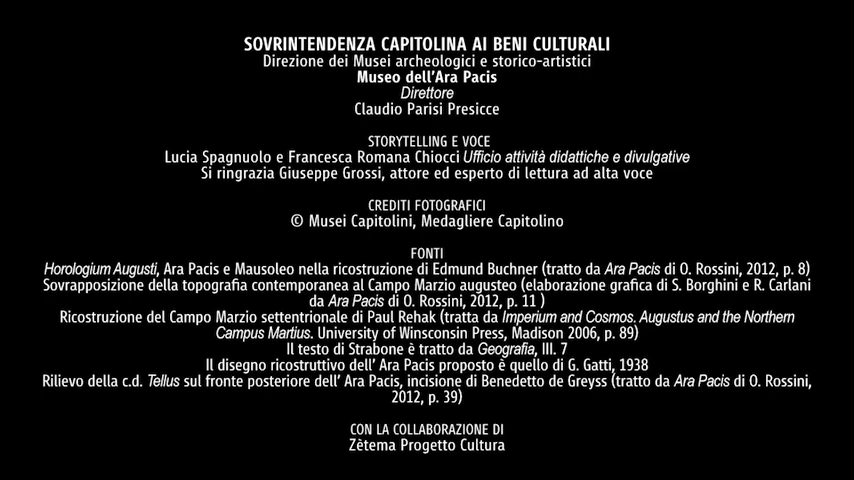 SOVRINTENDENZA CAPITOLINA AI BENI CULTURALI
Direzione dei Musei archeologici e storico-artistici
Museo dell'Ara Pacis
Direttore
Claudio Parisi Presicce
STORYTELLING E VOCE
Lucia Spagnuolo e Francesca Romana Chiocci Ufficio attività didattiche e divulgative
Si ringrazia Giuseppe Grossi, attore ed esperto di lettura ad alta voce
CREDITI FOTOGRAFICI
© Musei Capitolini, Medagliere Capitolino
FONTI
Horologium Augusti, Ara Pacis e Mausoleo nella ricostruzione di Edmund Buchner (tratto da Ara Pacis di O. Rossini, 2012, p. 8)
Sovrapposizione della topografia contemporanea al Campo Marzio augusteo (elaborazione grafica di S. Borghini e R. Carlani
da Ara Pacis di O. Rossini, 2012, p. 11 )
Ricostruzione del Campo Marzio settentrionale di Paul Rehak (tratta da Imperium and Cosmos. Augustus and the Northern
Campus Martius. University of Winsconsin Press, Madison 2006, p. 89)
Il testo di Strabone è tratto da Geografia, III. 7
Il disegno ricostruttivo dell' Ara Pacis proposto è quello di G. Gatti, 1938
Rilievo della c.d. Tellus sul fronte posteriore dell' Ara Pacis, incisione di Benedetto de Greyss (tratto da Ara Pacis di O. Rossini,
2012, p. 39)
CON LA COLLABORAZIONE DI
Zètema Progetto Cultura